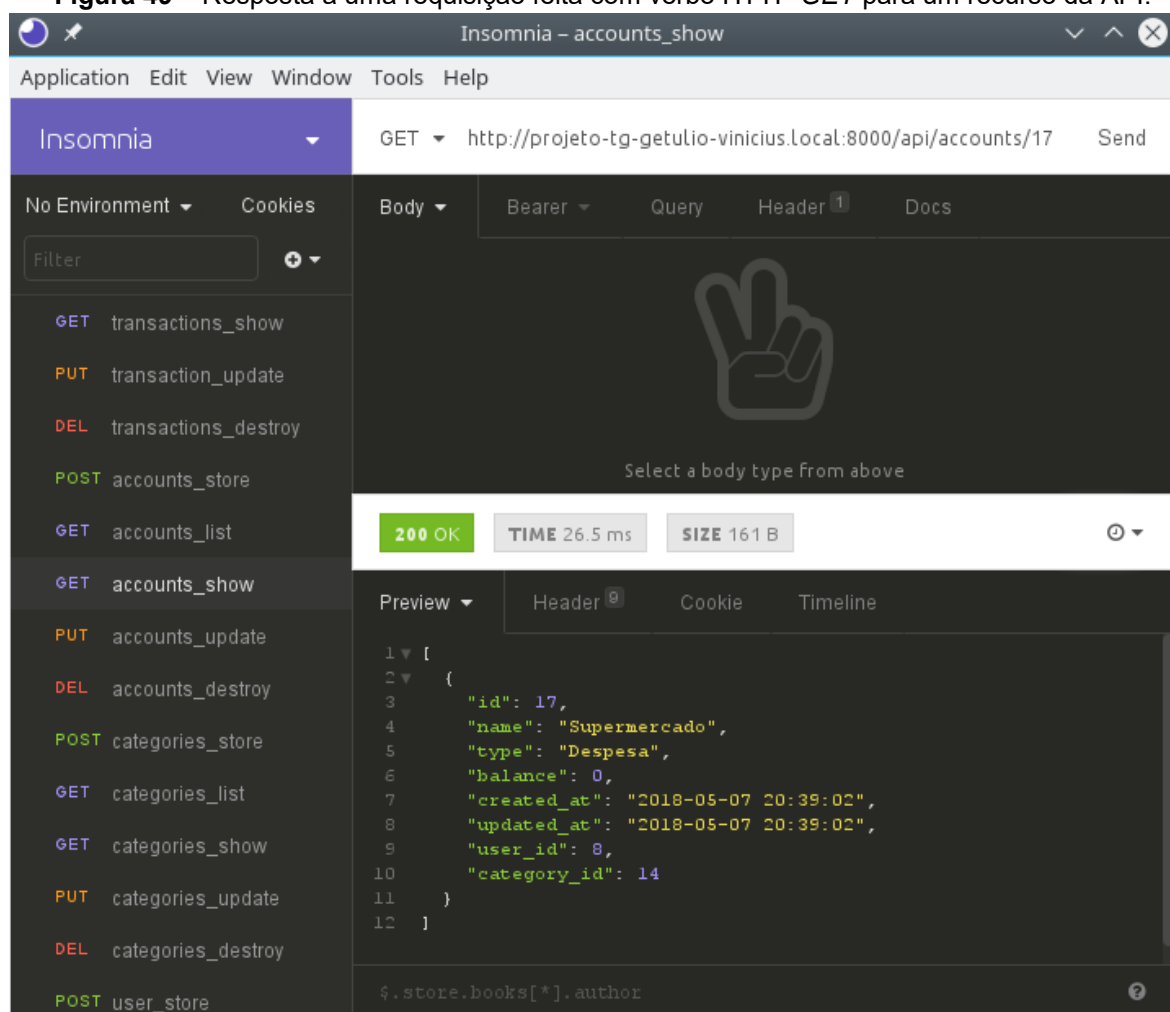 Insomnia – accounts_show
Application Edit View Window Tools Help
Insomnia
GET http://projeto-tg-getulio-vinicius.local:8000/api/accounts/17 Send
No Environment Cookies
Body Bearer Query Header 1 Docs
Filter
GET transactions_show
PUT transaction_update
DEL transactions_destroy
POST accounts_store
GET accounts_list
GET accounts_show
PUT accounts_update
DEL accounts_destroy
POST categories_store
GET categories_list
GET categories_show
PUT categories_update
DEL categories_destroy
POST user_store
Select a body type from above
200 OK TIME 26.5 ms SIZE 161 B
Preview Header 9 Cookie Timeline
1 [
2 {
3 "id": 17,
4 "name": "Supermercado",
5 "type": "Despesa",
6 "balance": 0,
7 "created_at": "2018-05-07 20:39:02",
8 "updated_at": "2018-05-07 20:39:02",
9 "user_id": 8,
10 "category_id": 14
11 }
12 ]
$.store.books[*].author